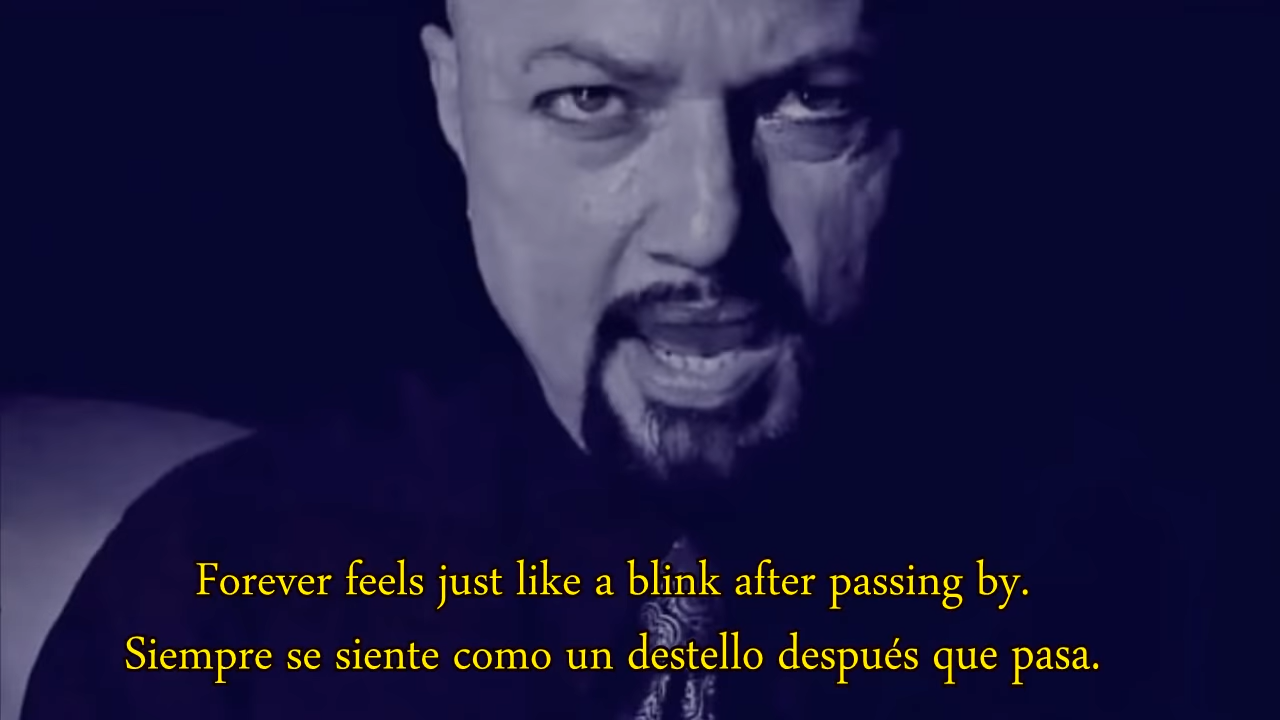 Forever feels just like a blink after passing by.
Siempre se siente como un destello después que pasa.